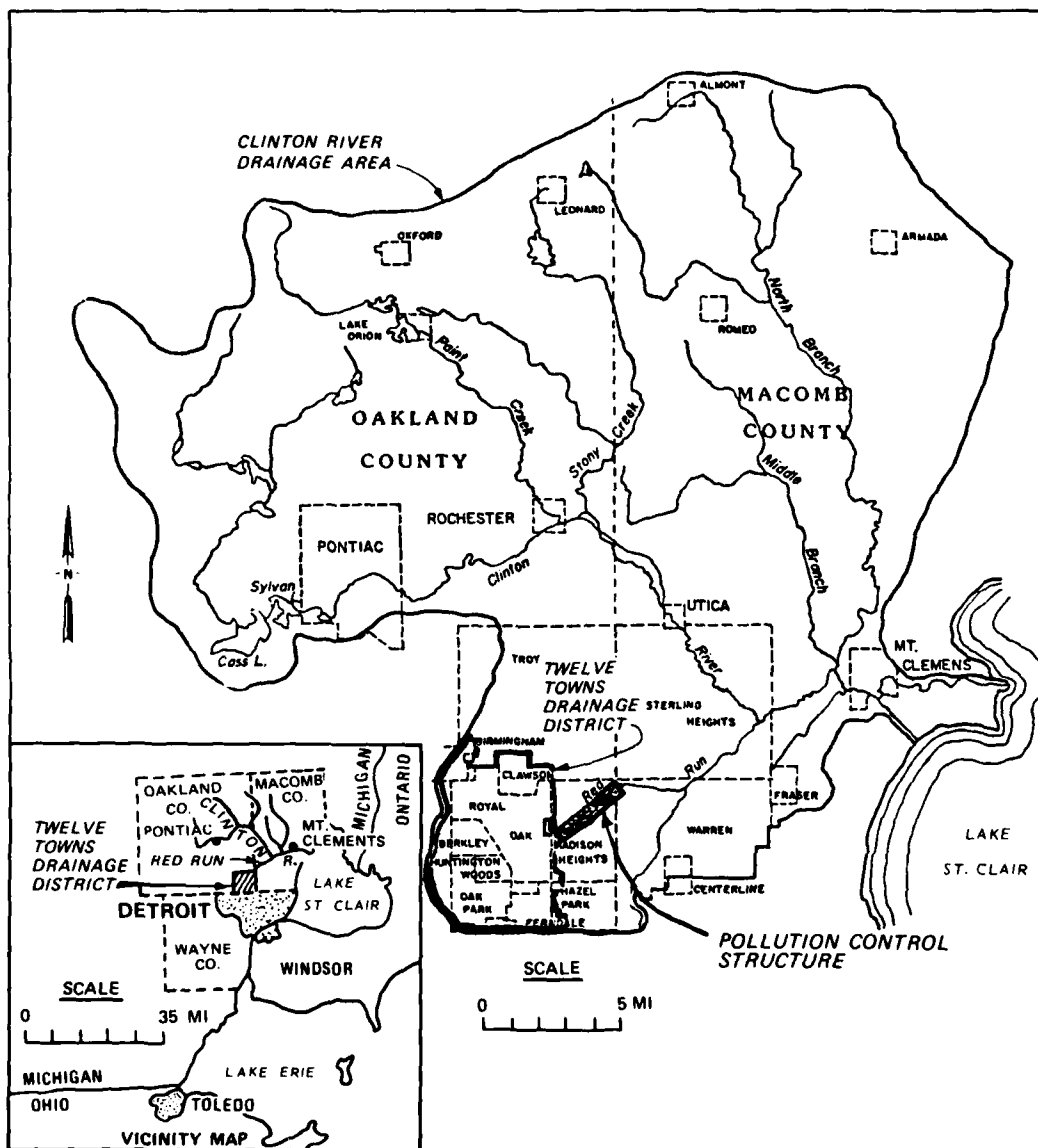 ALMONT
CLINTON RIVER
DRAINAGE AREA
LEONARD
OXFORD
ARMADA
North
Branch
LAKE
ORION
ROMEO
Paint
Creek
OAKLAND
COUNTY
MACOMB
COUNTY
Stony Creek
Middle
Branch
ROCHESTER
PONTIAC
N
Clinton
River
Sylvan
Cass L.
UTICA
MT.
CLEMENS
TROY
TWELVE
TOWNS
DRAINAGE
DISTRICT
STERLING
HEIGHTS
BIRMINGHAM
CLAWSON
Red
Run
FRASER
ROYAL
OAK
WARREN
BERKLEY
MADISON
HEIGHTS
HUNTINGTON
WOODS
CENTERLINE
OAK
PARK
HAZEL
PARK
FERNDALE
LAKE
ST. CLAIR
POLLUTION CONTROL
STRUCTURE
SCALE
0 5 MI
OAKLAND
CO.
MACOMB
CO.
MICHIGAN
ONTARIO
CLINTON
R.
PONTIAC
MT.
CLEMENTS
TWELVE
TOWNS
DRAINAGE
DISTRICT
RED RUN
LAKE
ST CLAIR
DETROIT
WAYNE
CO.
WINDSOR
SCALE
0 35 MI
MICHIGAN
OHIO
LAKE ERIE
TOLEDO
VICINITY MAP